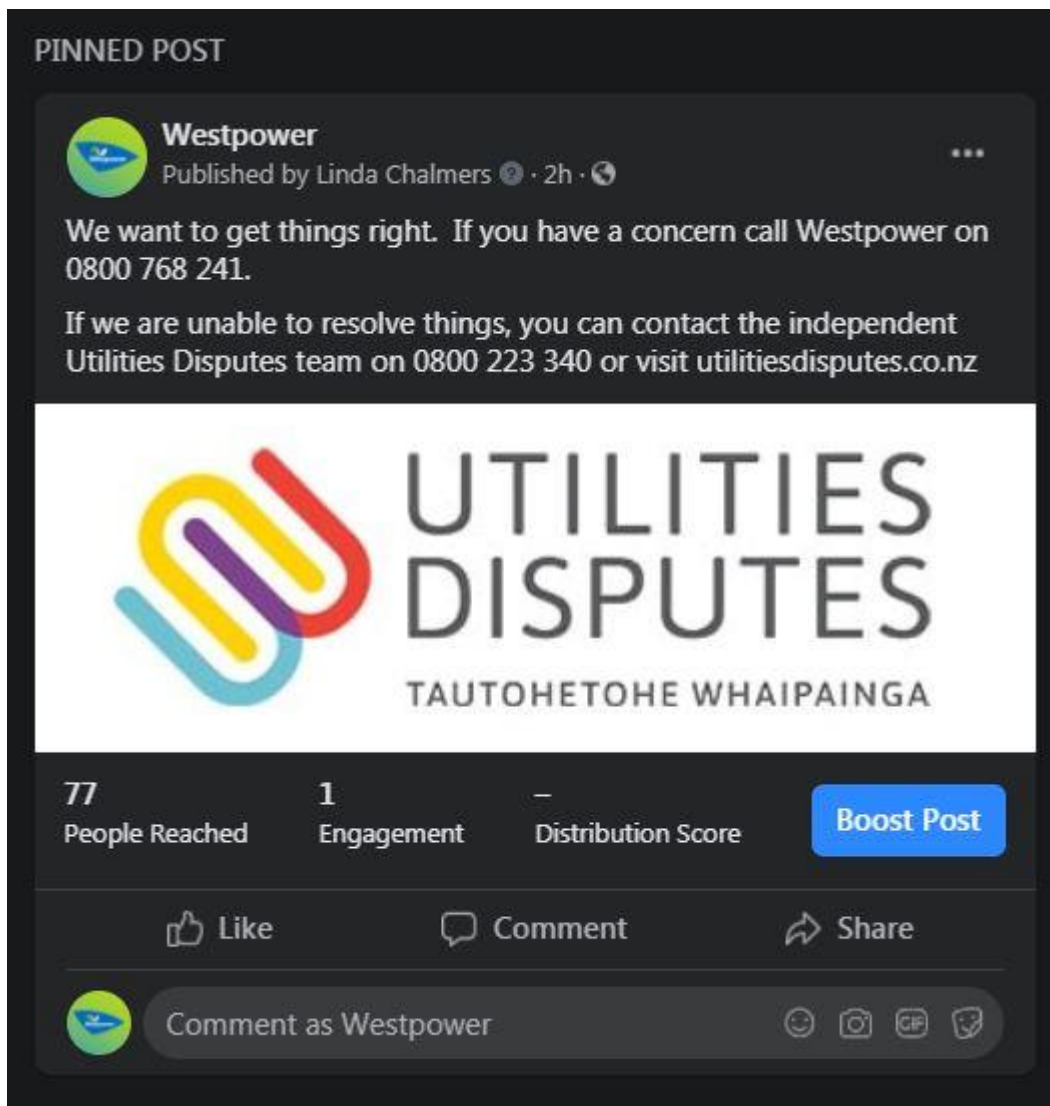 PINNED POST
Westpower
Published by Linda Chalmers · 2h ·
We want to get things right.  If you have a concern call Westpower on
0800 768 241.
If we are unable to resolve things, you can contact the independent
Utilities Disputes team on 0800 223 340 or visit utilitiesdisputes.co.nz
UTILITIES
DISPUTES
TAUTOHETOHE WHAIPAINGA
77 1 –
People Reached Engagement Distribution Score Boost Post
Like Comment Share
Comment as Westpower GIF